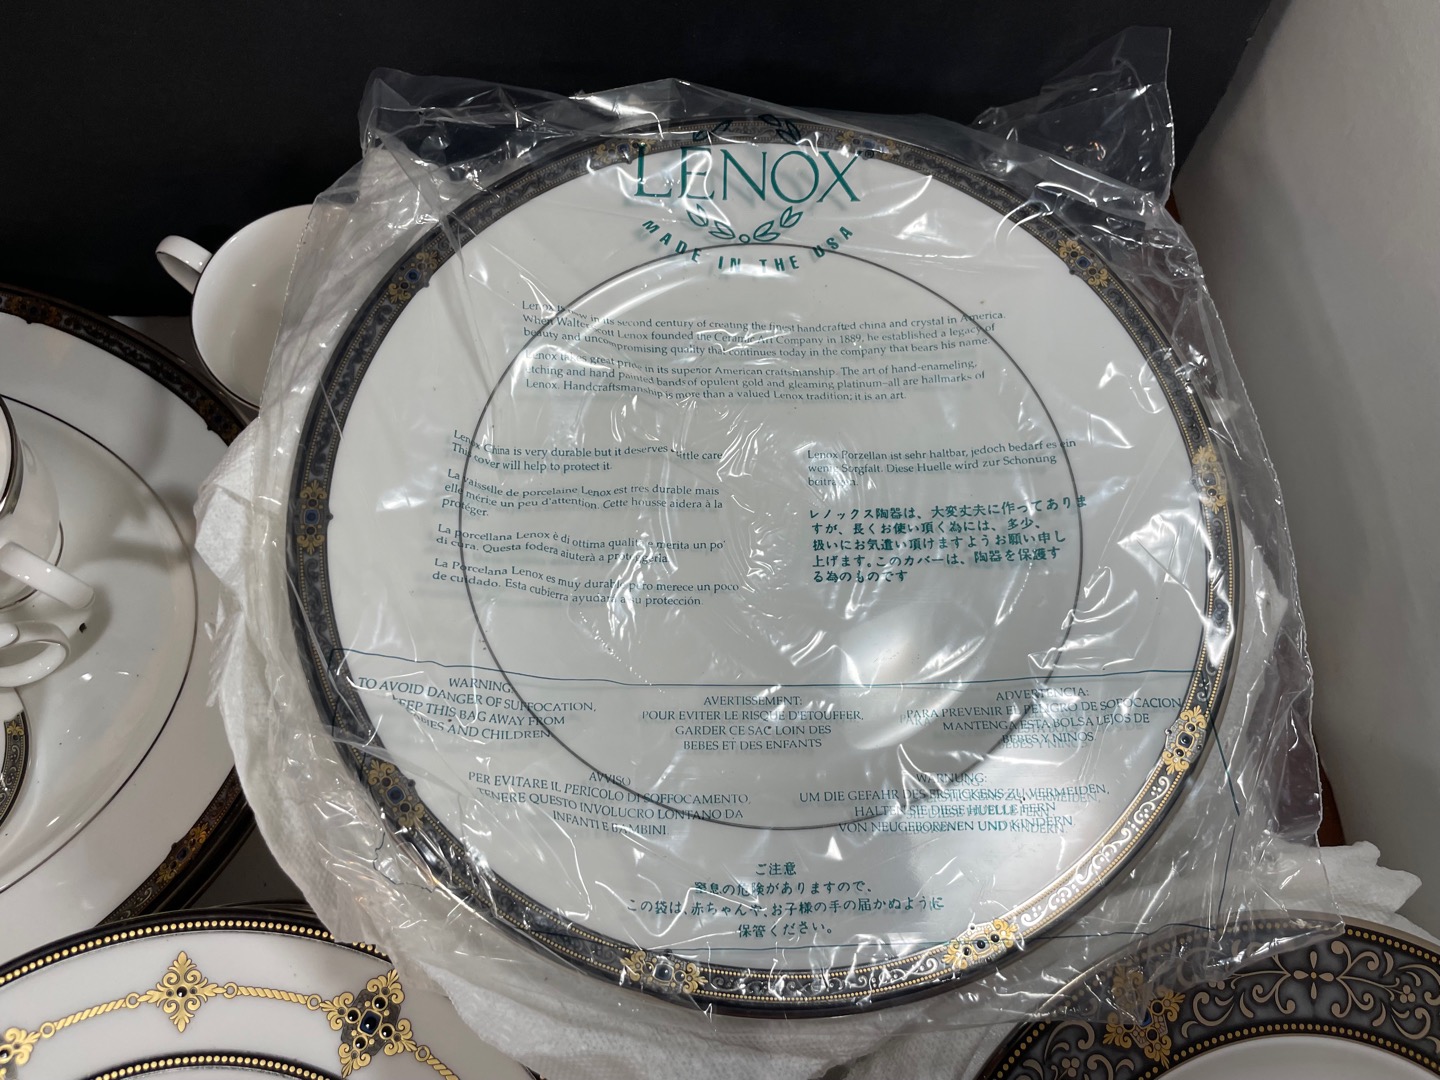 LENOX
MADE IN THE USA
Lenox is now in its second century of creating the finest handcrafted china and crystal in America.
When Walter Scott Lenox founded the Ceramic Art Company in 1889, he established a legacy of
beauty and uncompromising quality that continues today in the company that bears his name.
Lenox takes great pride in its superior American craftsmanship. The art of hand-enameling,
etching and hand painted bands of opulent gold and gleaming platinum—all are hallmarks of
Lenox. Handcraftsmanship is more than a valued Lenox tradition; it is an art.
Lenox China is very durable but it deserves little care
This cover will help to protect it.
La vaisselle de porcelaine Lenox est très durable mais
elle mérite un peu d'attention. Cette housse aidera à la
protéger.
La porcellana Lenox è di ottima qualità e merita un po'
di cura. Questa fodera aiuterà a proteggerla.
La Porcelana Lenox es muy durable pero merece un poco
de cuidado. Esta cubierra ayudará a su protección.
Lenox Porzellan ist sehr haltbar, jedoch bedarf es ein
wenig Sorgfalt. Diese Huelle wird zur Schonung
beitragen.
レノックス陶器は、大変丈夫に作ってありま
すが、長くお使い頂く為には、多少、
扱いにお気遣い頂けますようお願い申し
上げます。このカバーは、陶器を保護す
る為のものです
WARNING:
TO AVOID DANGER OF SUFFOCATION,
KEEP THIS BAG AWAY FROM
BABIES AND CHILDREN.
AVERTISSEMENT:
POUR EVITER LE RISQUE D'ETOUFFER,
GARDER CE SAC LOIN DES
BEBES ET DES ENFANTS
ADVERTENCIA:
PARA PREVENIR EL PELIGRO DE SOFOCACION,
MANTENGA ESTA BOLSA LEJOS DE
BEBES Y NINOS
AVVISO
PER EVITARE IL PERICOLO DI SOFFOCAMENTO,
TENERE QUESTO INVOLUCRO LONTANO DA
INFANTI E BAMBINI.
WARNUNG:
UM DIE GEFAHR DES ERSTICKENS ZU VERMEIDEN,
HALTEN SIE DIESE HUELLE FERN
VON NEUGEBORENEN UND KINDERN
ご注意
窒息の危険がありますので、
この袋は、赤ちゃんや、お子様の手の届かぬように
保管ください。